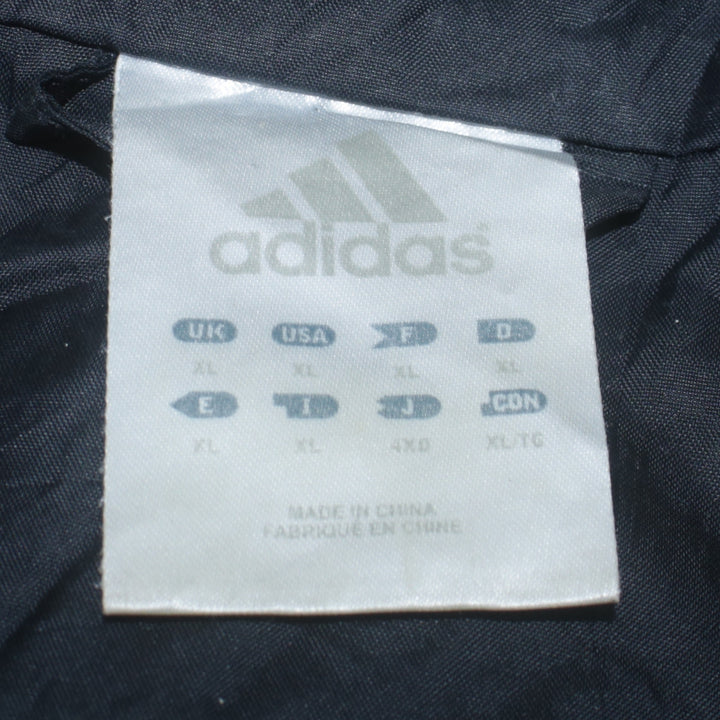 adidas
UK USA F D
XL XL XL XL
E I J CDN
XL XL 4XO XL/TG
MADE IN CHINA
FABRIQUÉ EN CHINE